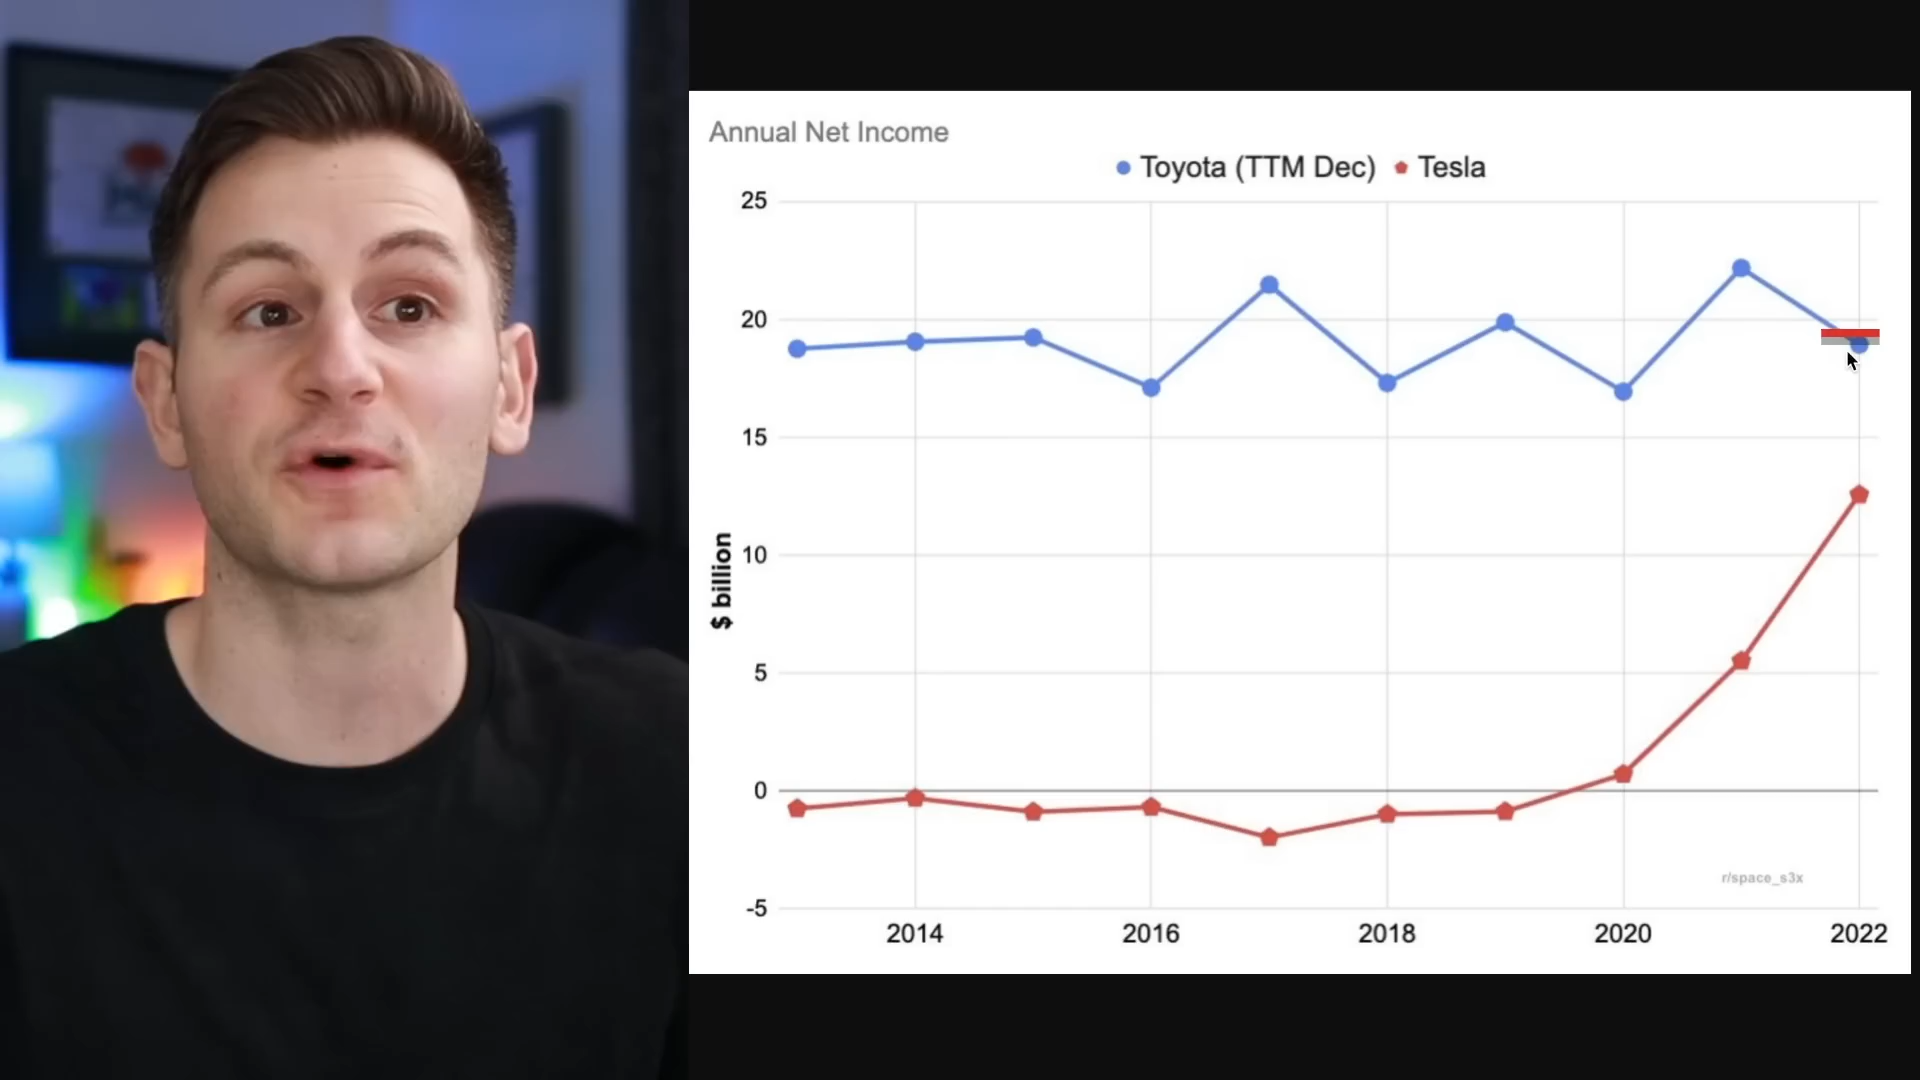 Annual Net Income
Toyota (TTM Dec) Tesla
25
20
15
10
5
0
-5
$ billion
r/space_s3x
2014 2016 2018 2020 2022